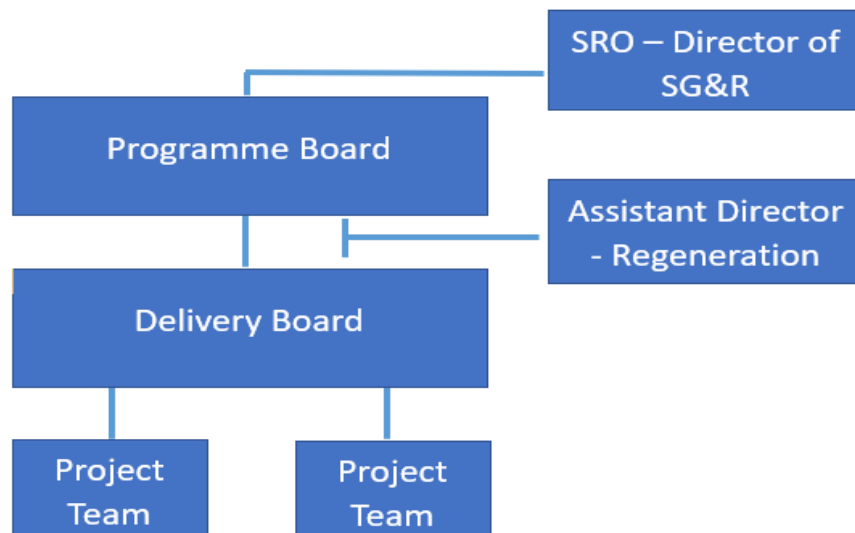 SRO – Director of
SG&R
Programme Board
Assistant Director
- Regeneration
Delivery Board
Project
Team
Project
Team